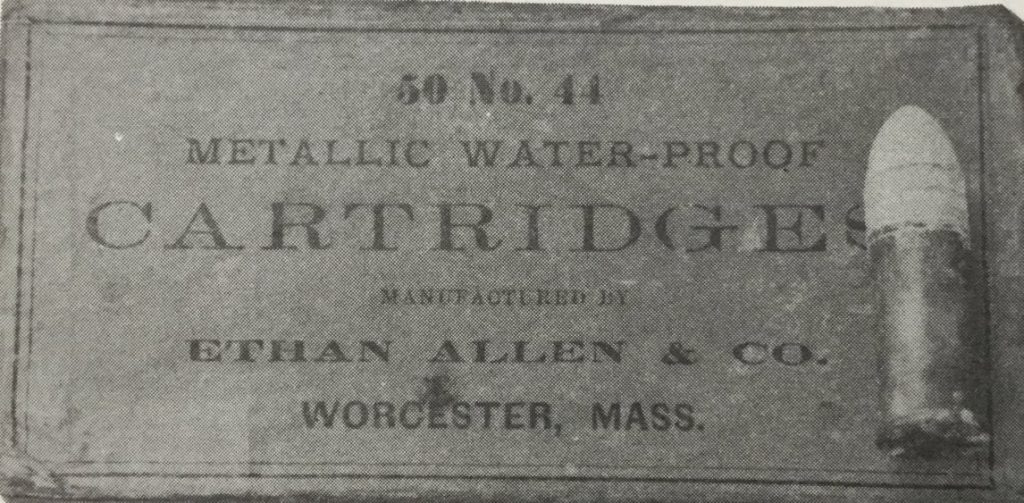 50 No. 44
METALLIC WATER-PROOF
CARTRIDGES
MANUFACTURED BY
ETHAN ALLEN & CO.
WORCESTER, MASS.